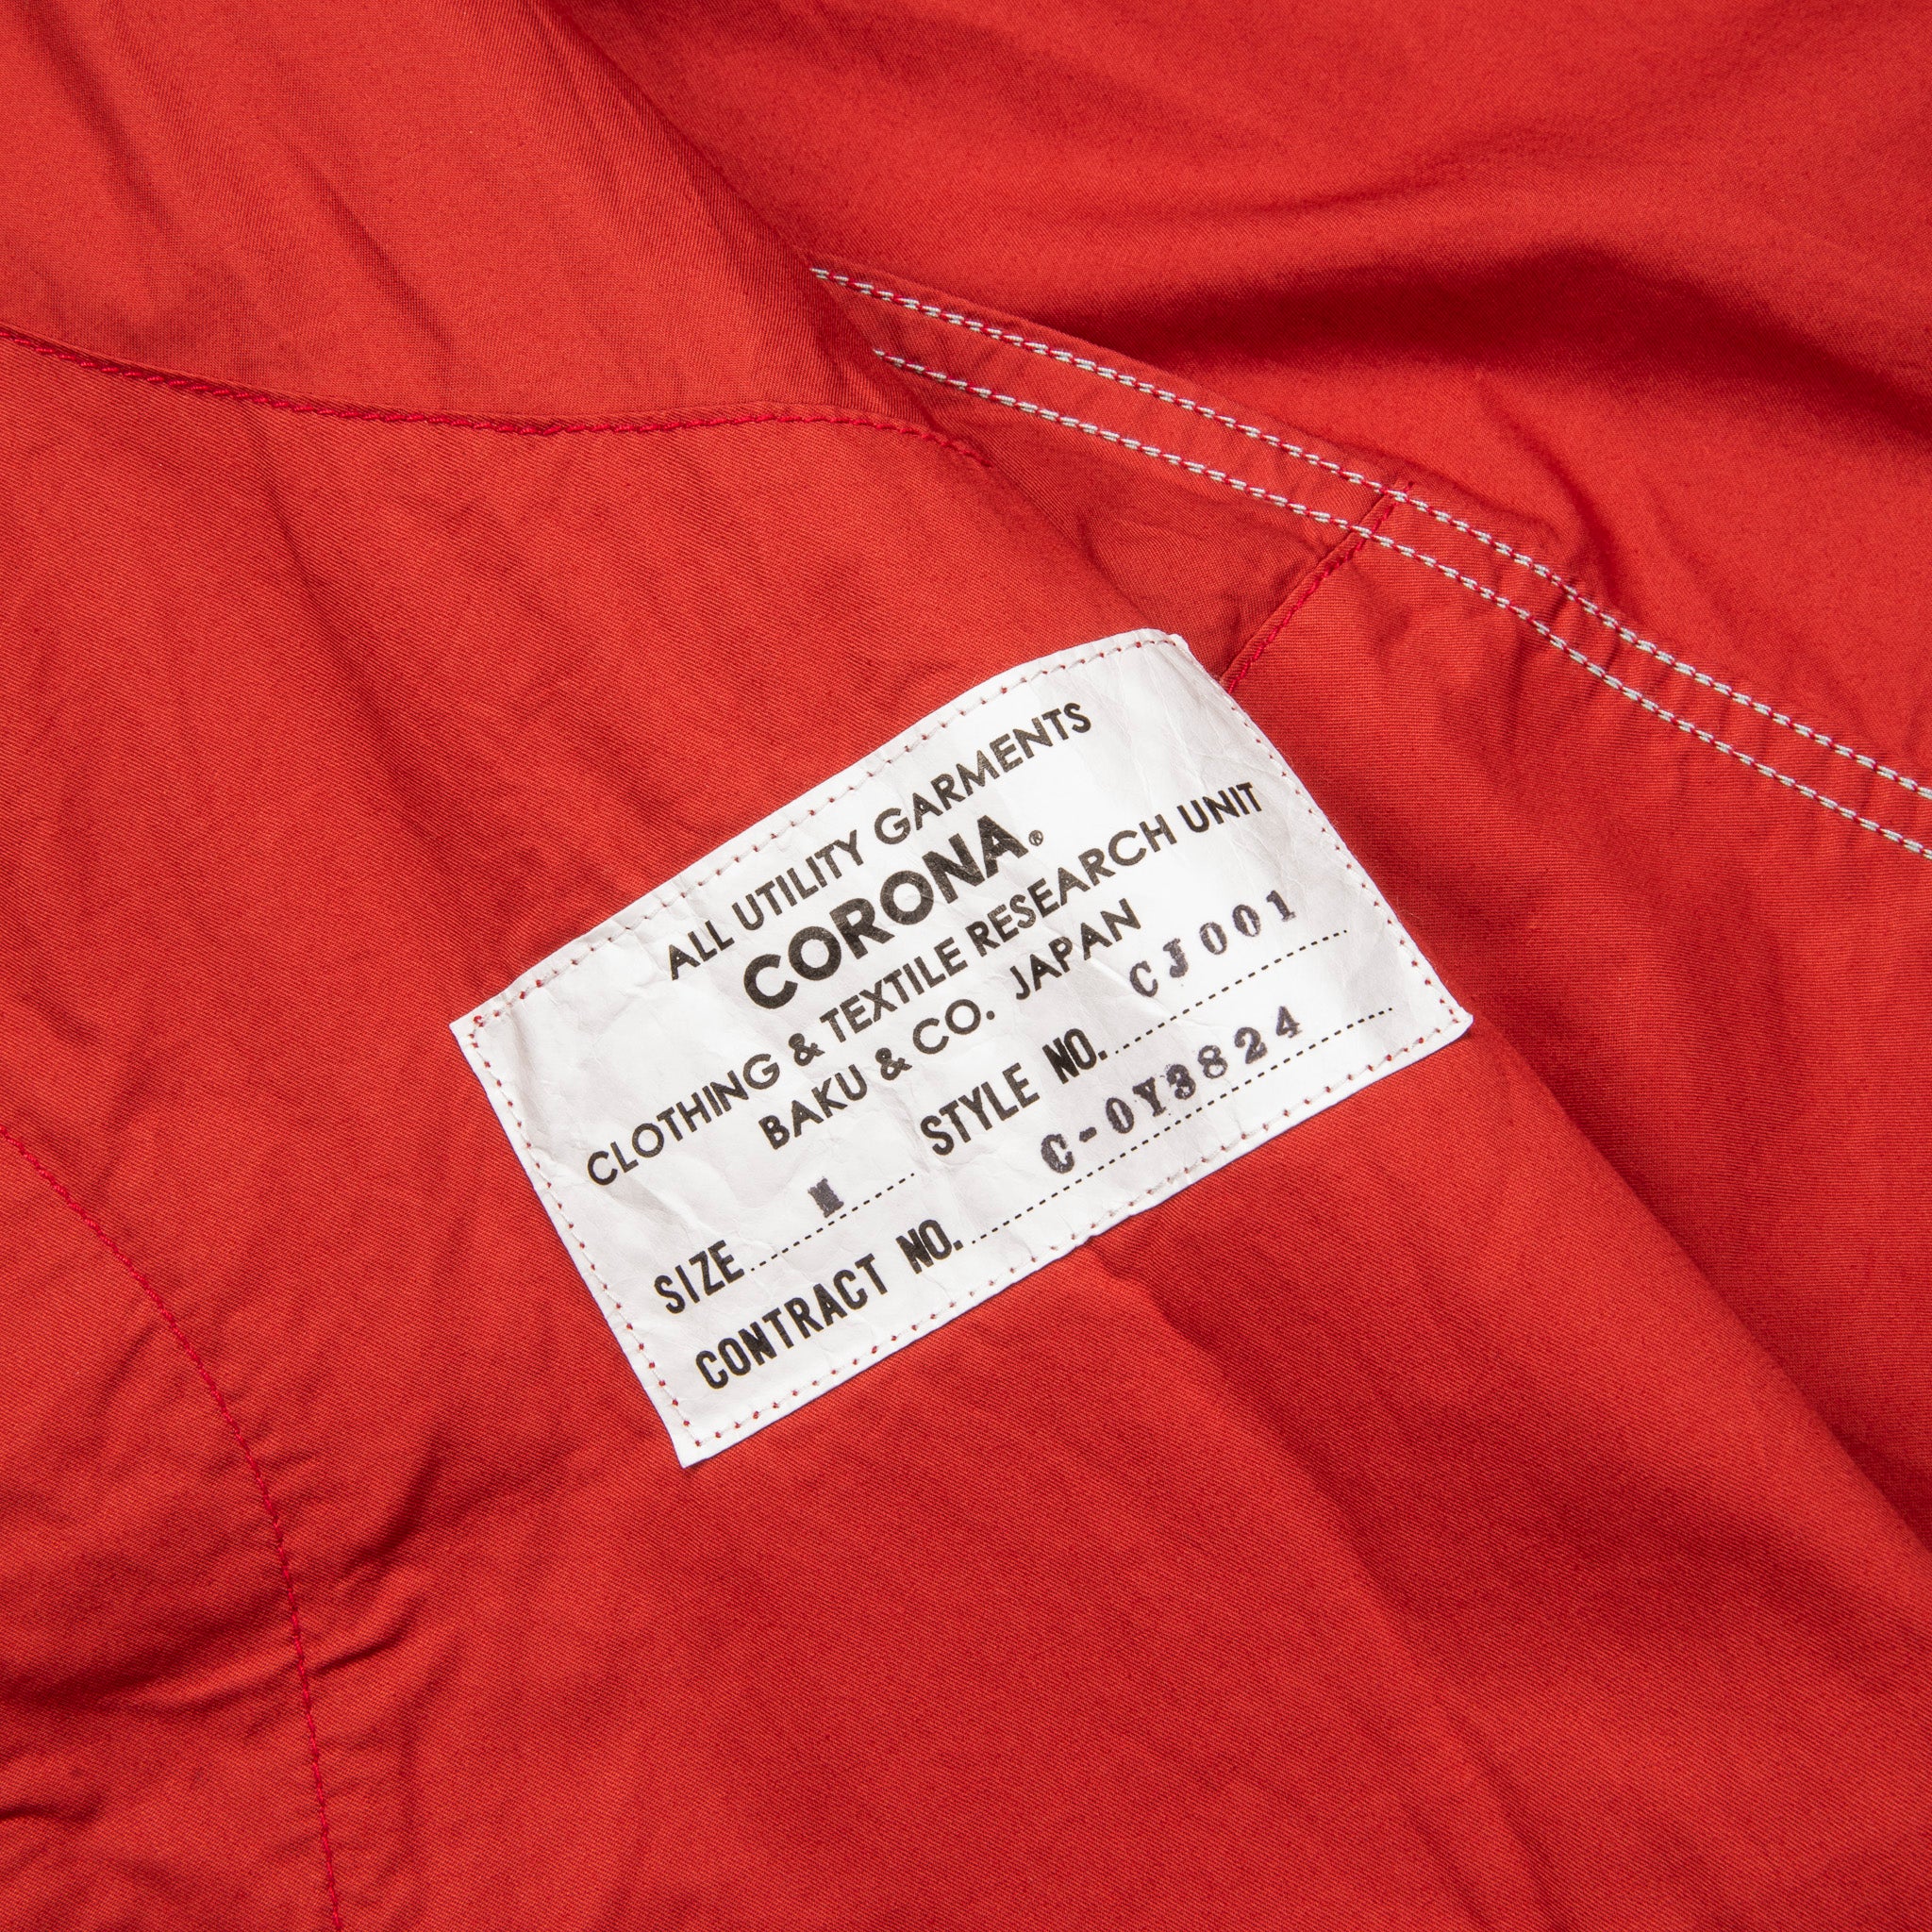 ALL UTILITY GARMENTS
CORONA®
CLOTHING & TEXTILE RESEARCH UNIT
BAKU & CO. JAPAN
SIZE M STYLE NO. CJ001
CONTRACT NO. C-0Y3824